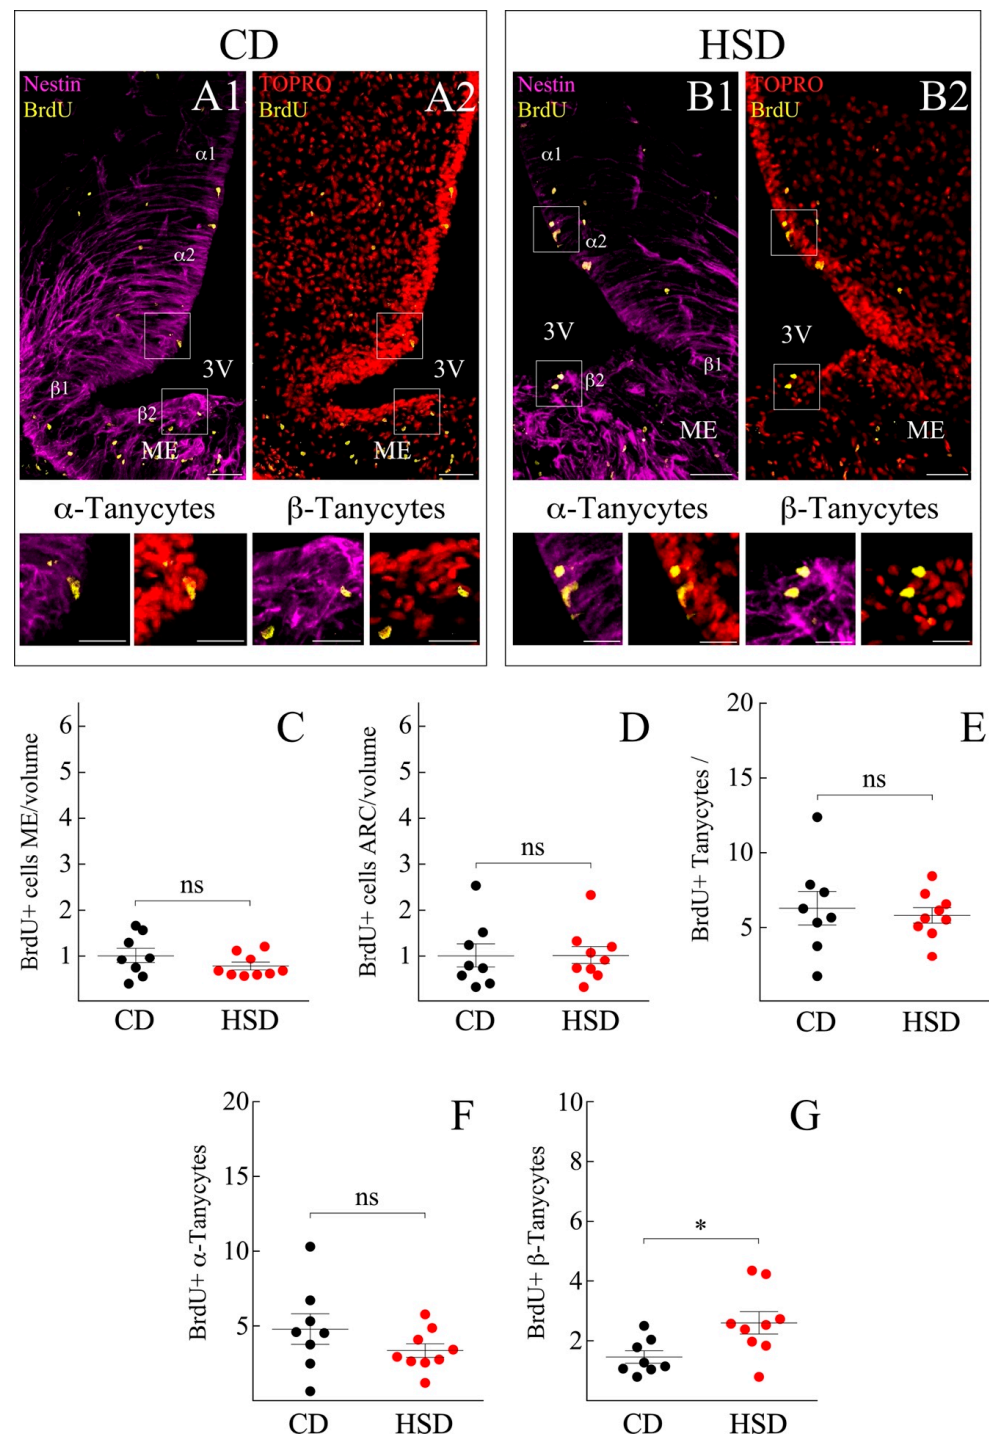 CD
HSD
Nestin
BrdU
A1
TOPRO
BrdU
A2
Nestin
BrdU
B1
TOPRO
BrdU
B2
α1
α2
3V
β1
β2
ME
3V
ME
α1
α2
3V
β2
β1
ME
3V
ME
α-Tanycytes
β-Tanycytes
α-Tanycytes
β-Tanycytes
C
BrdU+ cells ME/volume
6
5
4
3
2
1
ns
CD
HSD
D
BrdU+ cells ARC/volume
6
5
4
3
2
1
ns
CD
HSD
E
BrdU+ Tanycytes /
20
15
10
5
ns
CD
HSD
F
BrdU+ α-Tanycytes
20
15
10
5
ns
CD
HSD
G
BrdU+ β-Tanycytes
10
8
6
4
2
*
CD
HSD